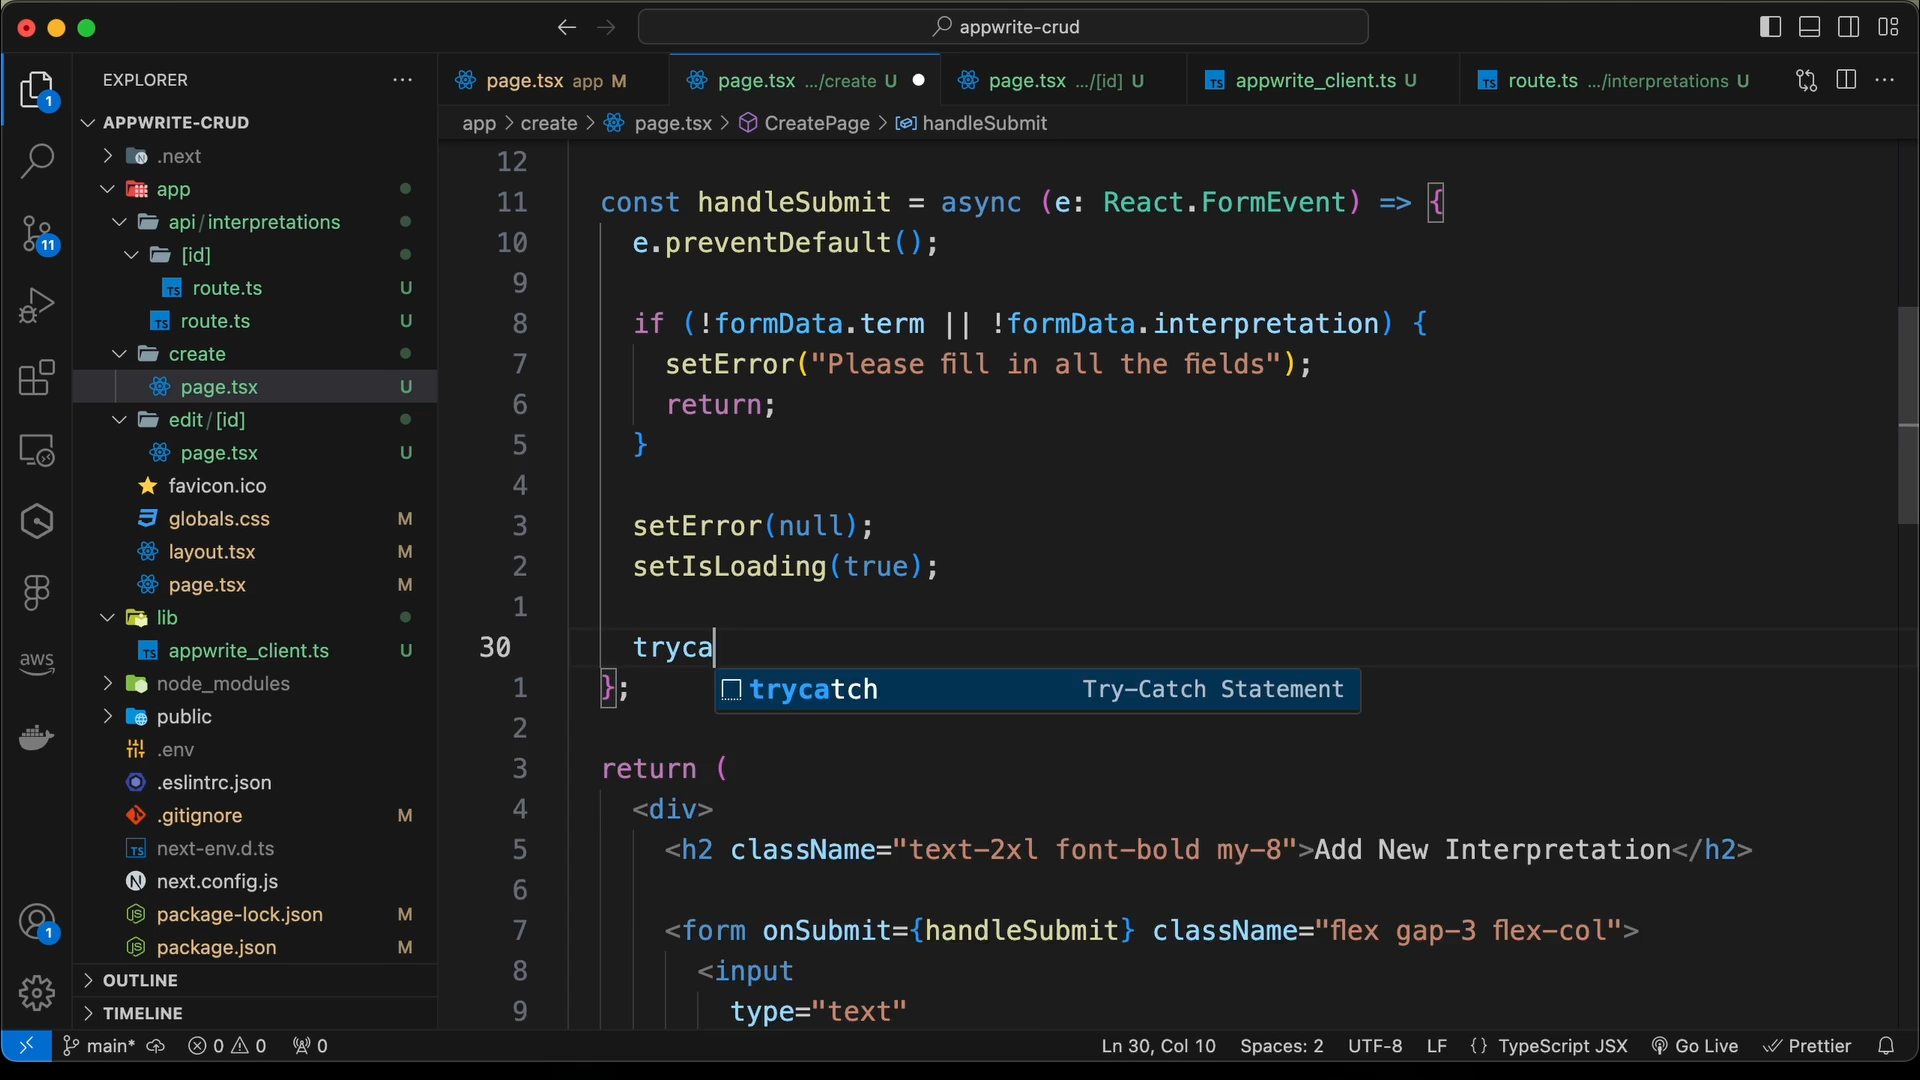 appwrite-crud
EXPLORER
page.tsx app M
page.tsx .../create U
page.tsx .../[id] U
appwrite_client.ts U
route.ts .../interpretations U
app > create > page.tsx > CreatePage > handleSubmit
1
11
1
aws
APPWRITE-CRUD
.next
app
api/interpretations
[id]
route.ts U
route.ts U
create
page.tsx U
edit/[id]
page.tsx U
favicon.ico
globals.css M
layout.tsx M
page.tsx M
lib
appwrite_client.ts U
node_modules
public
.env
.eslintrc.json
.gitignore M
next-env.d.ts
next.config.js
package-lock.json M
package.json M
OUTLINE
TIMELINE
12
11 const handleSubmit = async (e: React.FormEvent) => {
10 e.preventDefault();
9
8 if (!formData.term || !formData.interpretation) {
7 setError("Please fill in all the fields");
6 return;
5 }
4
3 setError(null);
2 setIsLoading(true);
1
30 tryca
trycatch Try-Catch Statement
1 };
2
3 return (
4 <div>
5 <h2 className="text-2xl font-bold my-8">Add New Interpretation</h2>
6
7 <form onSubmit={handleSubmit} className="flex gap-3 flex-col">
8 <input
9 type="text"
main* 0 0 0
Ln 30, Col 10 Spaces: 2 UTF-8 LF {} TypeScript JSX Go Live Prettier